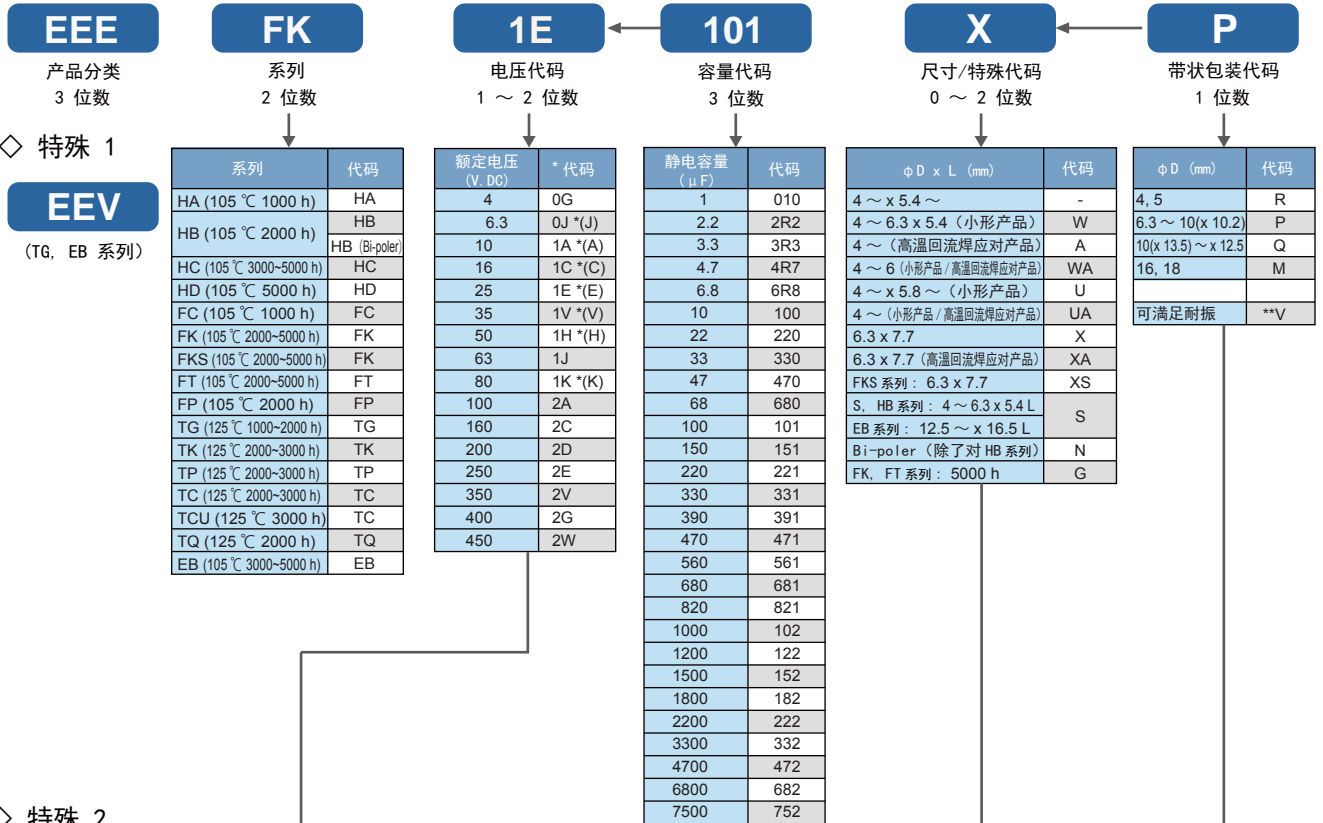 EEE FK 1E 101 X P
产品分类 系列 电压代码 容量代码 尺寸/特殊代码 带状包装代码
3 位数 2 位数 1 ～ 2 位数 3 位数 0 ～ 2 位数 1 位数
◇ 特殊 1
EEV
(TG, EB 系列)
系列 代码
HA (105 ℃ 1000 h) HA
HB (105 ℃ 2000 h) HB
HB (Bi-poler)
HC (105 ℃ 3000~5000 h) HC
HD (105 ℃ 5000 h) HD
FC (105 ℃ 1000 h) FC
FK (105 ℃ 2000~5000 h) FK
FKS (105 ℃ 2000~5000 h) FK
FT (105 ℃ 2000~5000 h) FT
FP (105 ℃ 2000 h) FP
TG (125 ℃ 1000~2000 h) TG
TK (125 ℃ 2000~3000 h) TK
TP (125 ℃ 2000~3000 h) TP
TC (125 ℃ 2000~3000 h) TC
TCU (125 ℃ 3000 h) TC
TQ (125 ℃ 2000 h) TQ
EB (105 ℃ 3000~5000 h) EB
额定电压 (V.DC) * 代码
4 0G
6.3 0J *(J)
10 1A *(A)
16 1C *(C)
25 1E *(E)
35 1V *(V)
50 1H *(H)
63 1J
80 1K *(K)
100 2A
160 2C
200 2D
250 2E
350 2V
400 2G
450 2W
静电容量 (μF) 代码
1 010
2.2 2R2
3.3 3R3
4.7 4R7
6.8 6R8
10 100
22 220
33 330
47 470
68 680
100 101
150 151
220 221
330 331
390 391
470 471
560 561
680 681
820 821
1000 102
1200 122
1500 152
1800 182
2200 222
3300 332
4700 472
6800 682
7500 752
φD x L (mm) 代码
4 ～ x 5.4 ～ -
4 ～ 6.3 x 5.4 (小形产品) W
4 ～ (高溫回流焊应对产品) A
4 ～ 6 (小形产品 / 高溫回流焊应对产品) WA
4 ～ x 5.8 ～ (小形产品) U
4 ～ (小形产品 / 高溫回流焊应对产品) UA
6.3 x 7.7 X
6.3 x 7.7 (高溫回流焊应对产品) XA
FKS 系列 : 6.3 x 7.7 XS
S, HB 系列 : 4 ～ 6.3 x 5.4 L S
EB 系列 : 12.5 ～ x 16.5 L
Bi-poler (除了对 HB 系列) N
FK, FT 系列 : 5000 h G
φD (mm) 代码
4, 5 R
6.3 ～ 10(x 10.2) P
10(x 13.5) ～ x 12.5 Q
16, 18 M
可满足耐振 **V
◇ 特殊 2